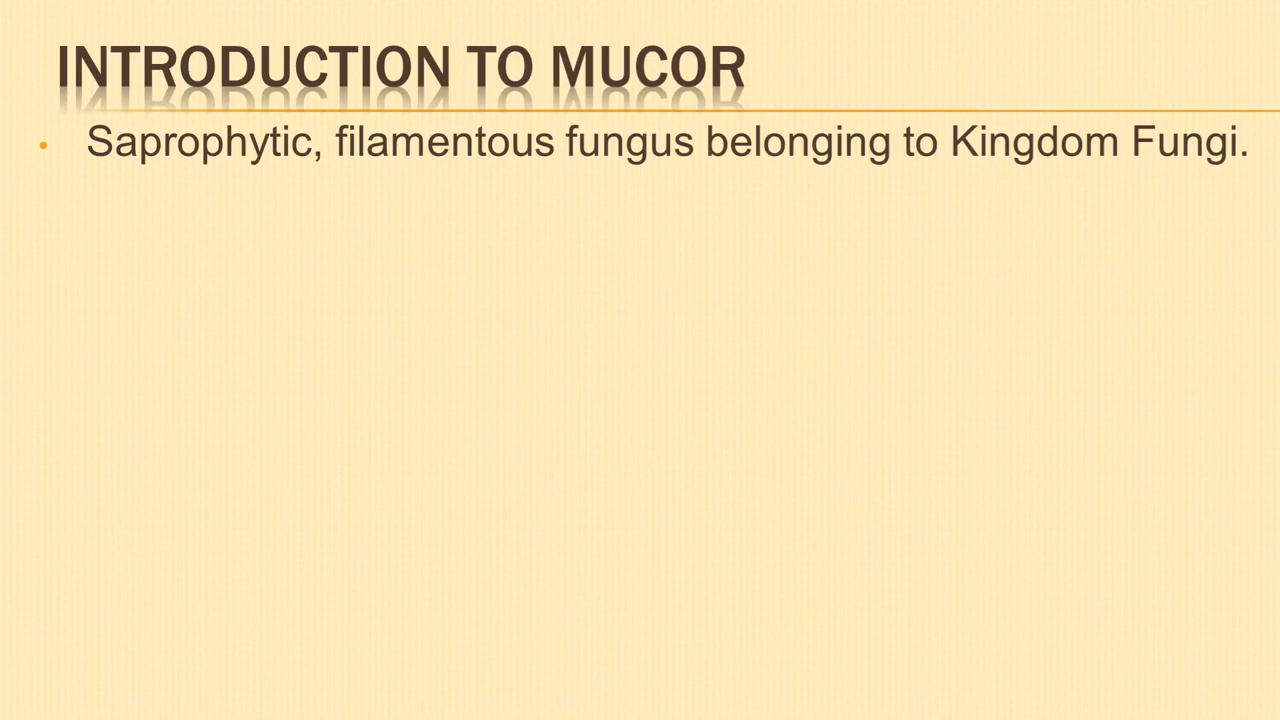 INTRODUCTION TO MUCOR
• Saprophytic, filamentous fungus belonging to Kingdom Fungi.